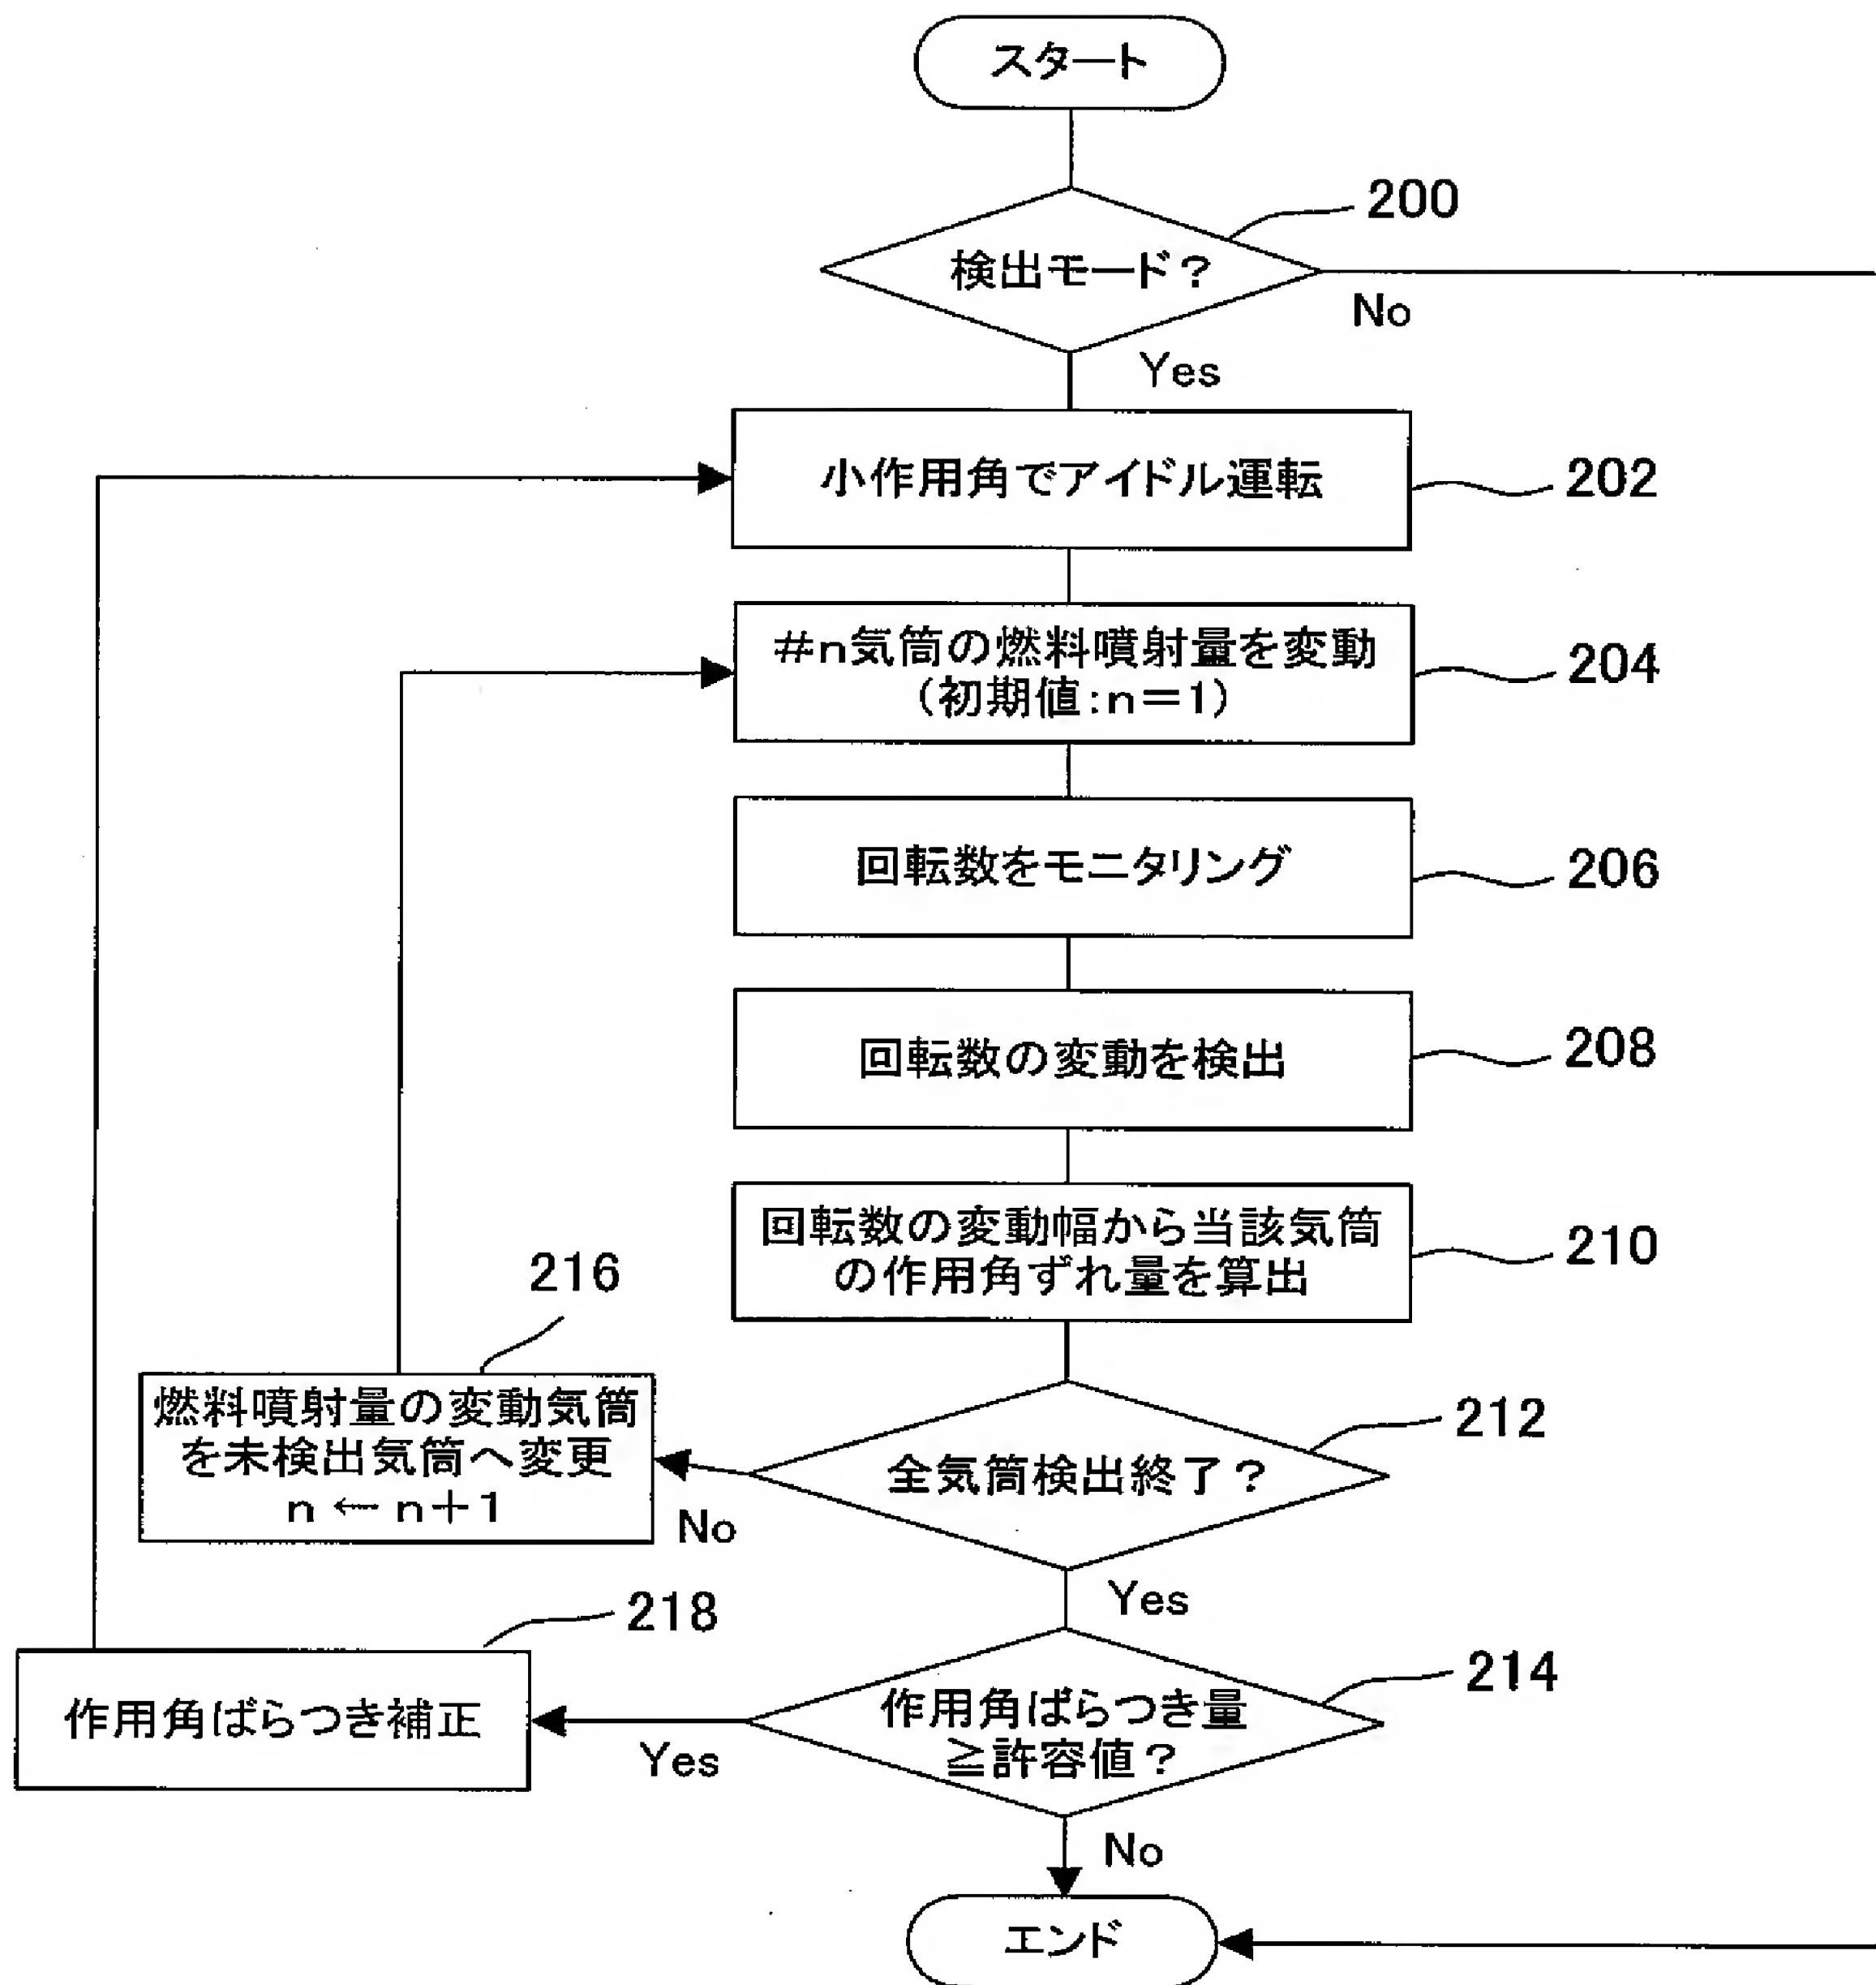 スタート
200
検出モード？
No
Yes
小作用角でアイドル運転
202
＃n気筒の燃料噴射量を変動
（初期値：n＝1）
204
回転数をモニタリング
206
回転数の変動を検出
208
回転数の変動幅から当該気筒
の作用角ずれ量を算出
210
216
燃料噴射量の変動気筒
を未検出気筒へ変更
n ← n＋1
212
全気筒検出終了？
No
Yes
218
作用角ばらつき補正
214
作用角ばらつき量
≧許容値？
Yes
No
エンド